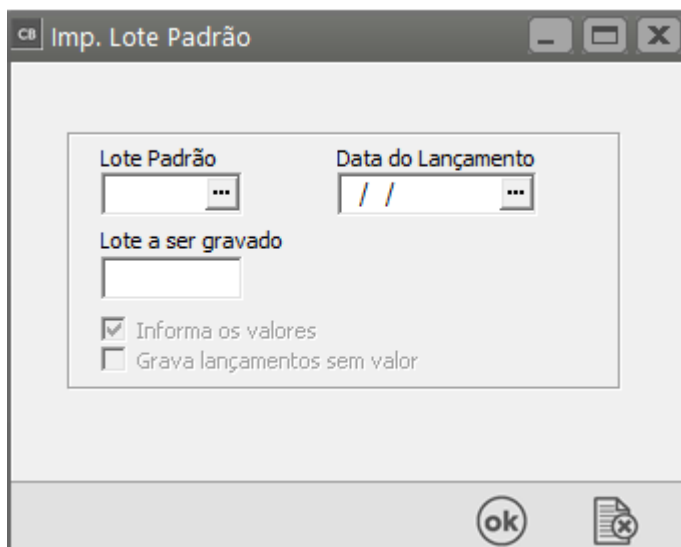 CB Imp. Lote Padrão
Lote Padrão Data do Lançamento
... / / ...
Lote a ser gravado
Informa os valores
Grava lançamentos sem valor
ok